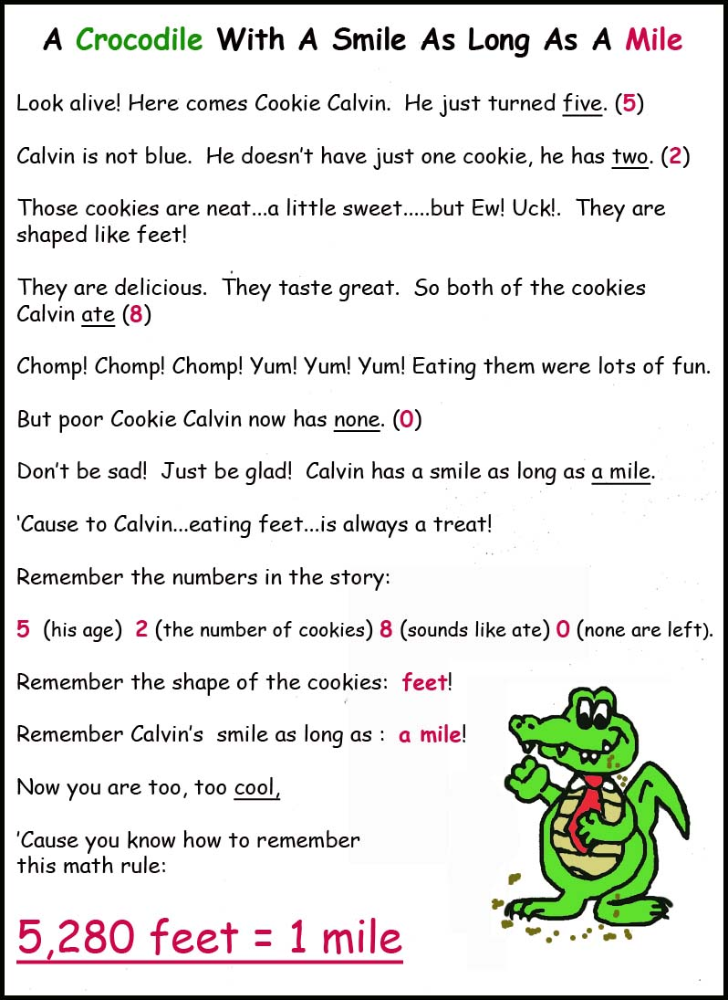 A Crocodile With A Smile As Long As A Mile
Look alive! Here comes Cookie Calvin.  He just turned five. (5)
Calvin is not blue.  He doesn't have just one cookie, he has two. (2)
Those cookies are neat...a little sweet.....but Ew! Uck!.  They are
shaped like feet!
They are delicious.  They taste great.  So both of the cookies
Calvin ate (8)
Chomp! Chomp! Chomp! Yum! Yum! Yum! Eating them were lots of fun.
But poor Cookie Calvin now has none. (0)
Don't be sad!  Just be glad!  Calvin has a smile as long as a mile.
'Cause to Calvin...eating feet...is always a treat!
Remember the numbers in the story:
5  (his age)  2 (the number of cookies) 8 (sounds like ate) 0 (none are left).
Remember the shape of the cookies:  feet!
Remember Calvin's  smile as long as :  a mile!
Now you are too, too cool,
'Cause you know how to remember
this math rule:
5,280 feet = 1 mile